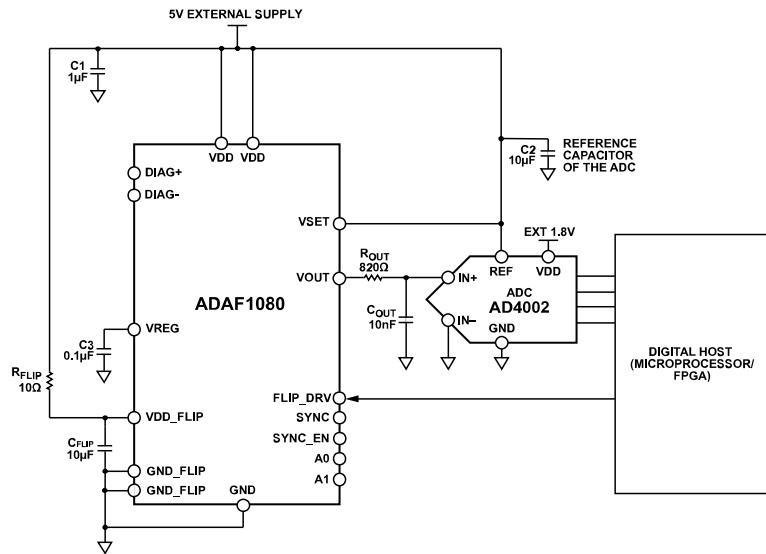 5V EXTERNAL SUPPLY
C1
1µF
VDD
VDD
C2
10µF
REFERENCE
CAPACITOR
OF THE ADC
DIAG+
DIAG-
VSET
EXT 1.8V
ROUT
820Ω
REF
VDD
VOUT
IN+
ADAF1080
ADC
AD4002
COUT
10nF
IN–
GND
VREG
C3
0.1µF
DIGITAL HOST
(MICROPROCESSOR/
FPGA)
RFLIP
10Ω
FLIP_DRV
VDD_FLIP
SYNC
CFLIP
10µF
SYNC_EN
A0
GND_FLIP
A1
GND_FLIP
GND